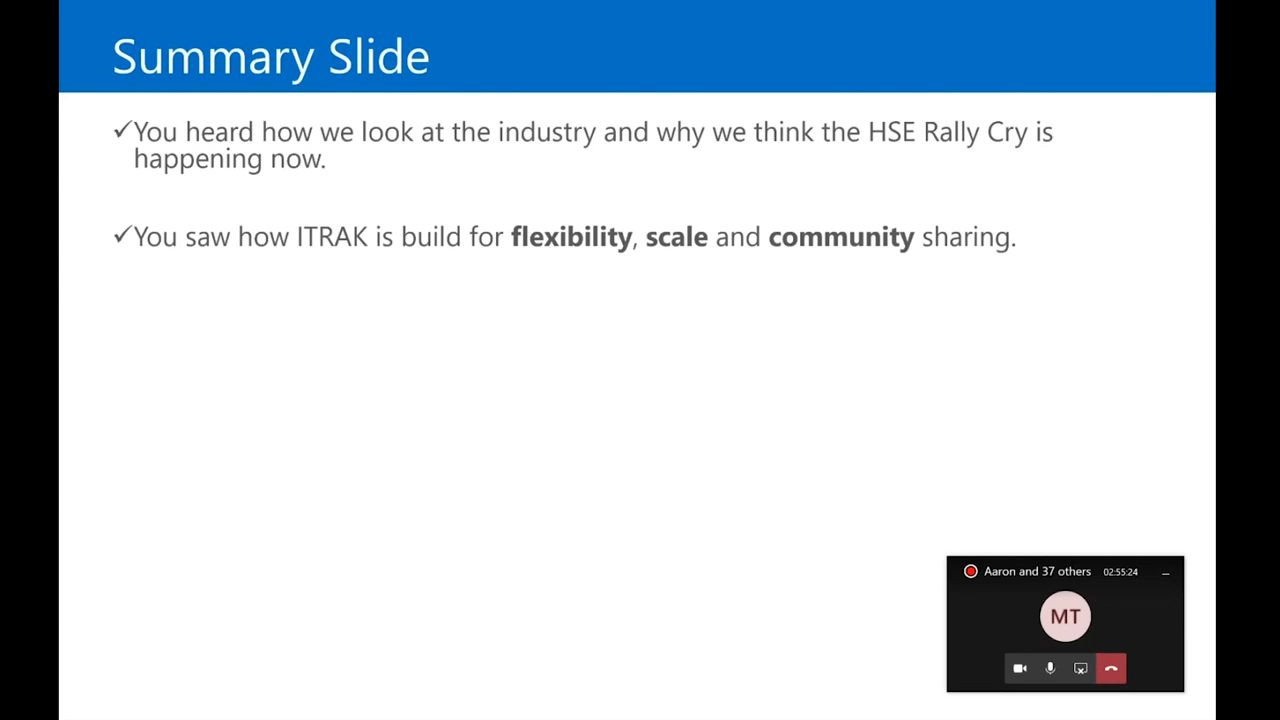 Summary Slide
✓You heard how we look at the industry and why we think the HSE Rally Cry is
happening now.
✓You saw how ITRAK is build for flexibility, scale and community sharing.
Aaron and 37 others 02:55:24
MT